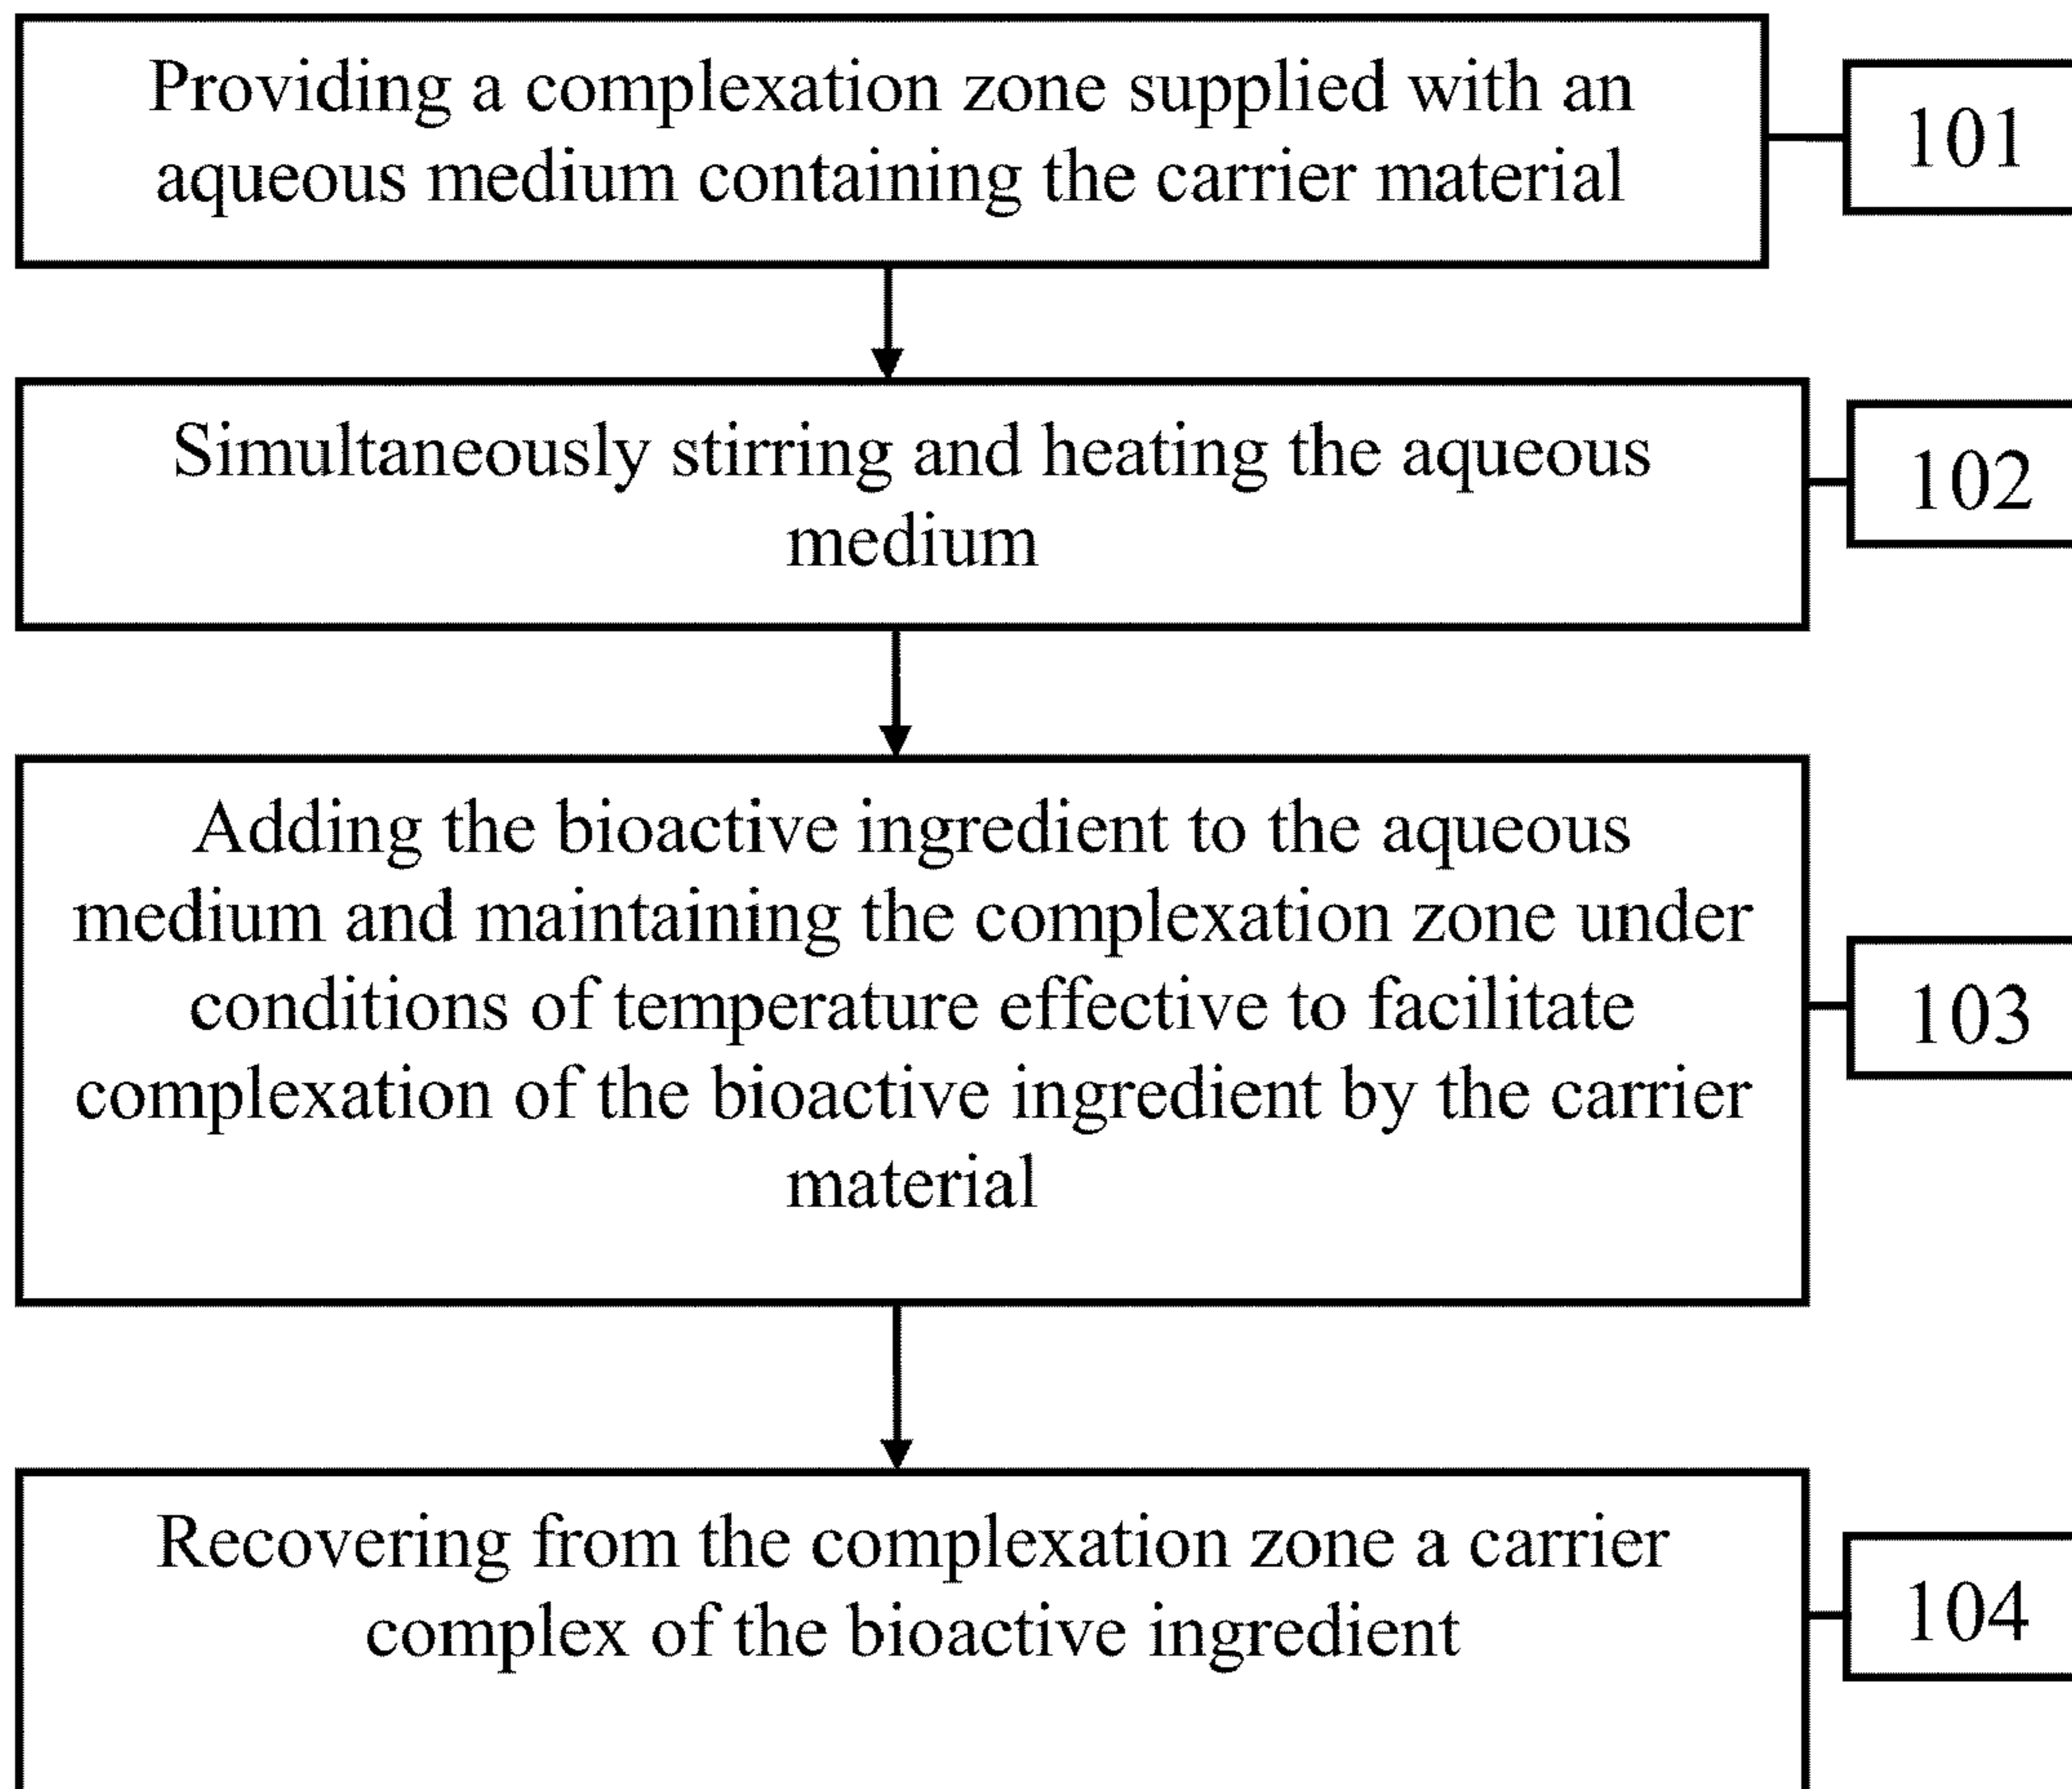 Providing a complexation zone supplied with an
aqueous medium containing the carrier material
101
Simultaneously stirring and heating the aqueous
medium
102
Adding the bioactive ingredient to the aqueous
medium and maintaining the complexation zone under
conditions of temperature effective to facilitate
complexation of the bioactive ingredient by the carrier
material
103
Recovering from the complexation zone a carrier
complex of the bioactive ingredient
104